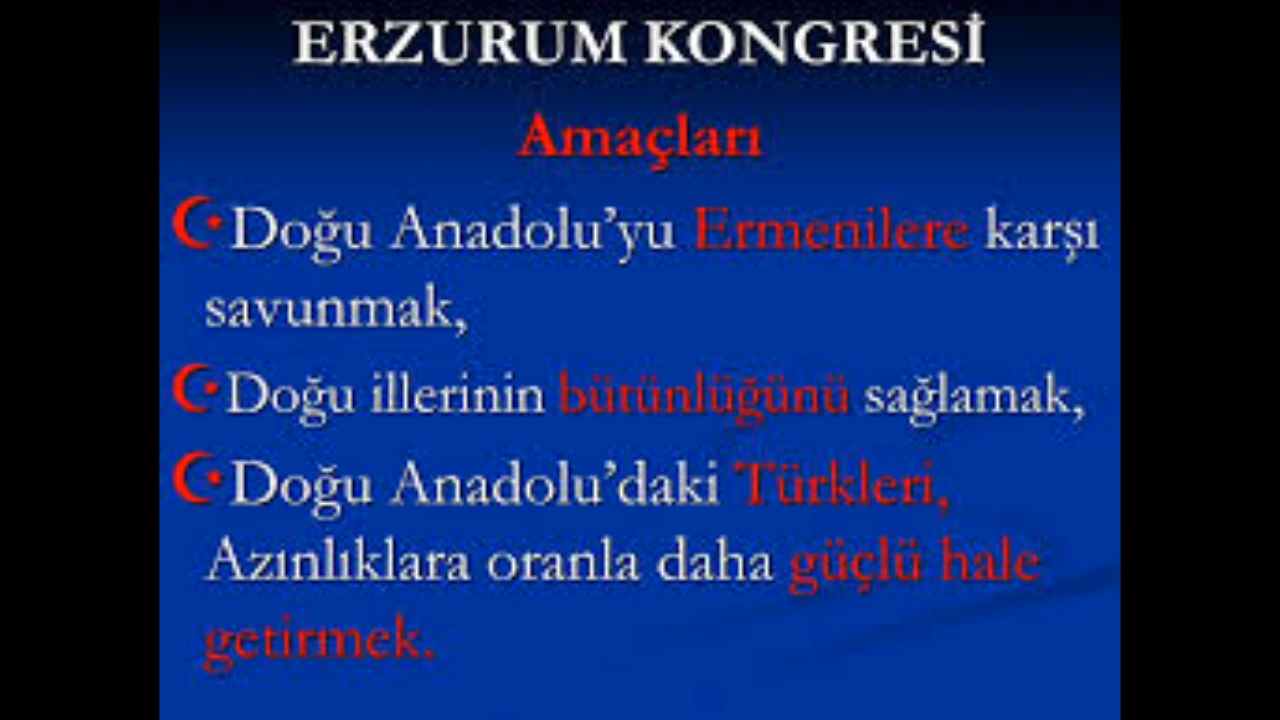 ERZURUM KONGRESİ
Amaçları
Doğu Anadolu’yu Ermenilere karşı
savunmak,
Doğu illerinin bütünlüğünü sağlamak,
Doğu Anadolu’daki Türkleri,
Azınlıklara oranla daha güçlü hale
getirmek.